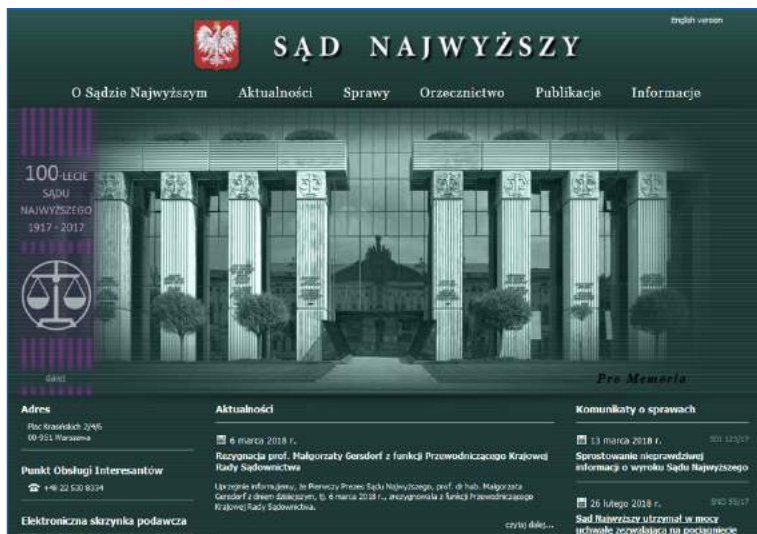 English version
SĄD NAJWYŻSZY
O Sądzie Najwyższym Aktualności Sprawy Orzecznictwo Publikacje Informacje
100-LECIE
SĄDU
NAJWYŻSZEGO
1917 - 2017
dalej
Pro Memoria
Adres
Plac Krasińskich 2/4/6
00-951 Warszawa
Punkt Obsługi Interesantów
+48 22 530 8334
Elektroniczna skrzynka podawcza
Aktualności
6 marca 2018 r.
Rezygnacja prof. Małgorzaty Gersdorf z funkcji Przewodniczącego Krajowej
Rady Sądownictwa
Uprzejmie informujemy, że Pierwszy Prezes Sądu Najwyższego, prof. dr hab. Małgorzata
Gersdorf z dniem dzisiejszym, tj. 6 marca 2018 r., zrezygnowała z funkcji Przewodniczącego
Krajowej Rady Sądownictwa.
czytaj dalej...
Komunikaty o sprawach
13 marca 2018 r.
Sprostowanie nieprawdziwej
informacji o wyroku Sądu Najwyższego
26 lutego 2018 r.
Sąd Najwyższy utrzymał w mocy
uchwałę zezwalającą na pociągnięcie